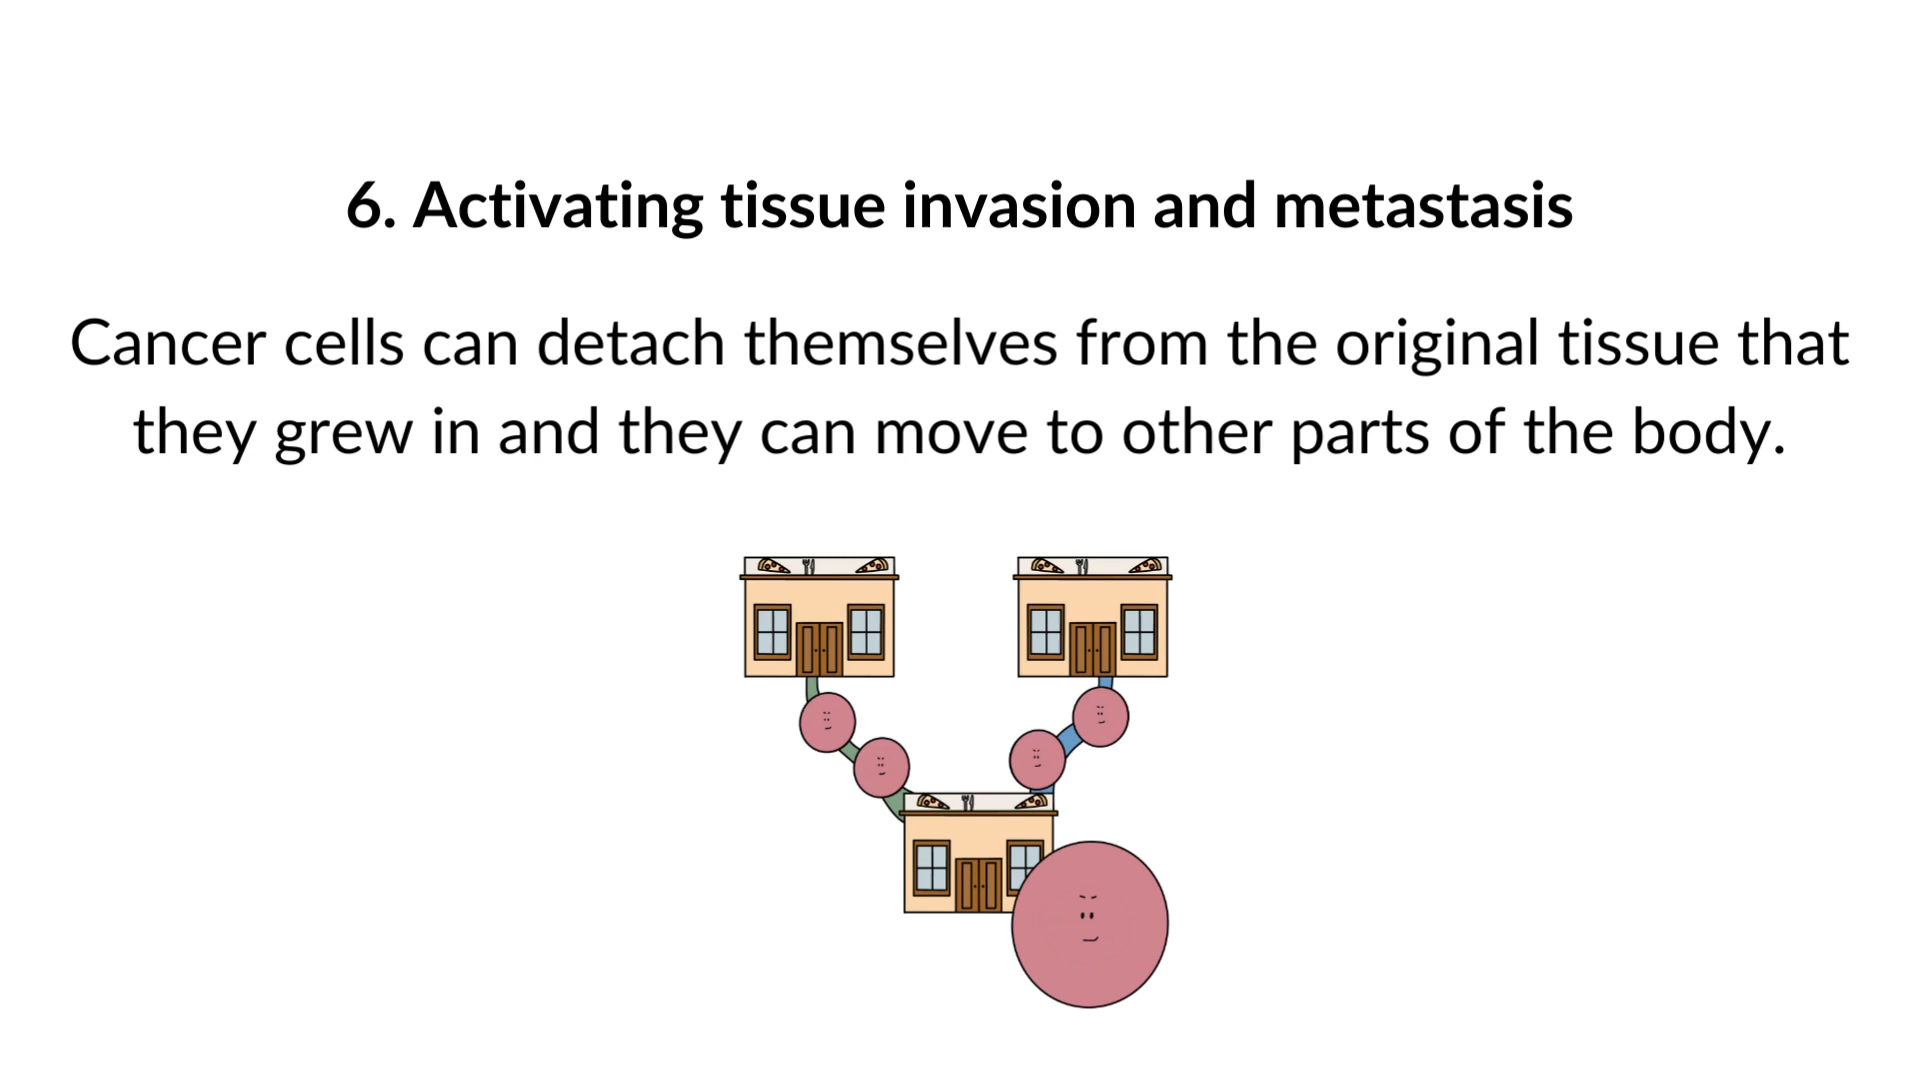 6. Activating tissue invasion and metastasis
Cancer cells can detach themselves from the original tissue that
they grew in and they can move to other parts of the body.